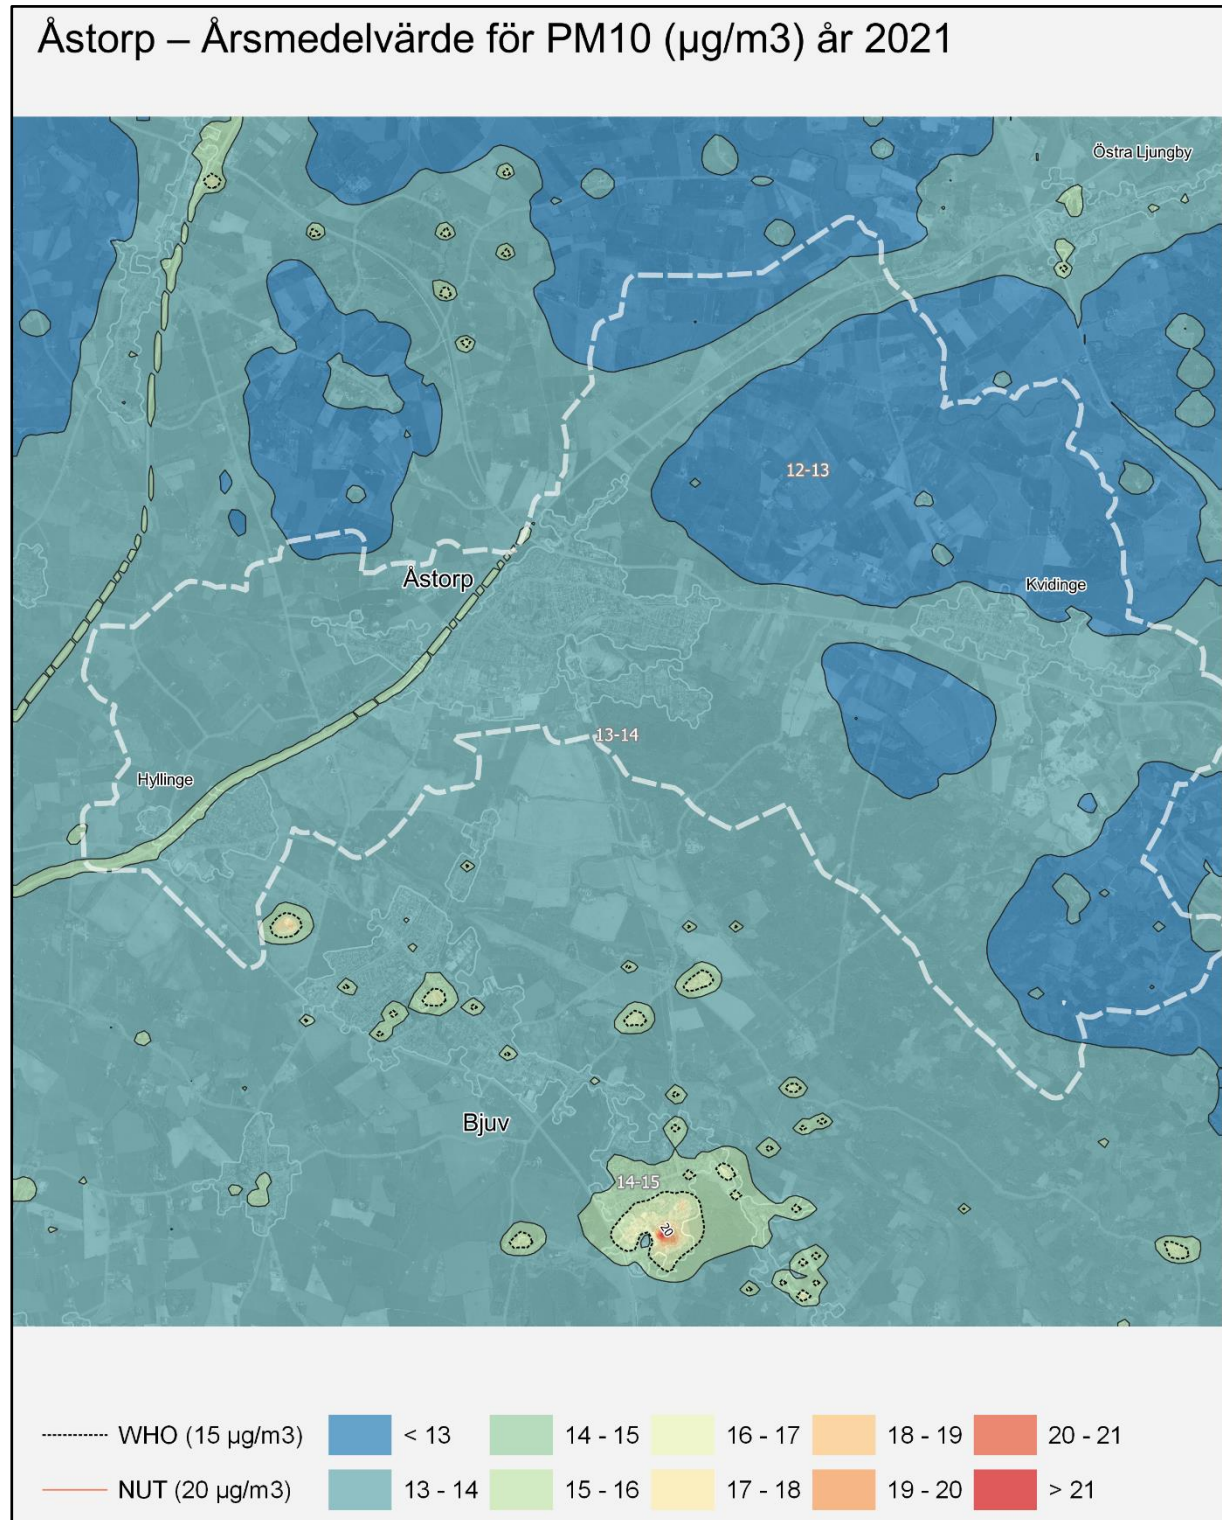 Åstorp – Årsmedelvärde för PM10 (µg/m3) år 2021
Östra Ljungby
12-13
Åstorp
Kvidinge
13-14
Hyllinge
Bjuv
14-15
20
WHO (15 µg/m3)
< 13
14 - 15
16 - 17
18 - 19
20 - 21
NUT (20 µg/m3)
13 - 14
15 - 16
17 - 18
19 - 20
> 21